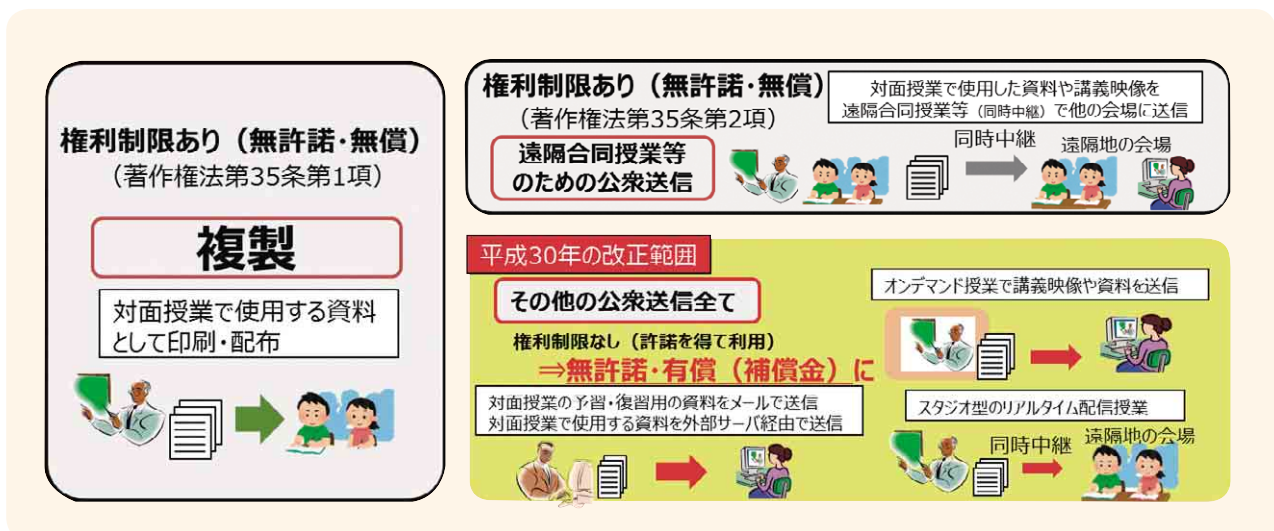 権利制限あり（無許諾・無償）
（著作権法第35条第1項）
複製
対面授業で使用する資料
として印刷・配布
権利制限あり（無許諾・無償）
（著作権法第35条第2項）
遠隔合同授業等
のための公衆送信
対面授業で使用した資料や講義映像を
遠隔合同授業等（同時中継）で他の会場に送信
同時中継
遠隔地の会場
平成30年の改正範囲
その他の公衆送信全て
権利制限なし（許諾を得て利用）
⇒無許諾・有償（補償金）に
対面授業の予習・復習用の資料をメールで送信
対面授業で使用する資料を外部サーバ経由で送信
オンデマンド授業で講義映像や資料を送信
スタジオ型のリアルタイム配信授業
同時中継
遠隔地の会場